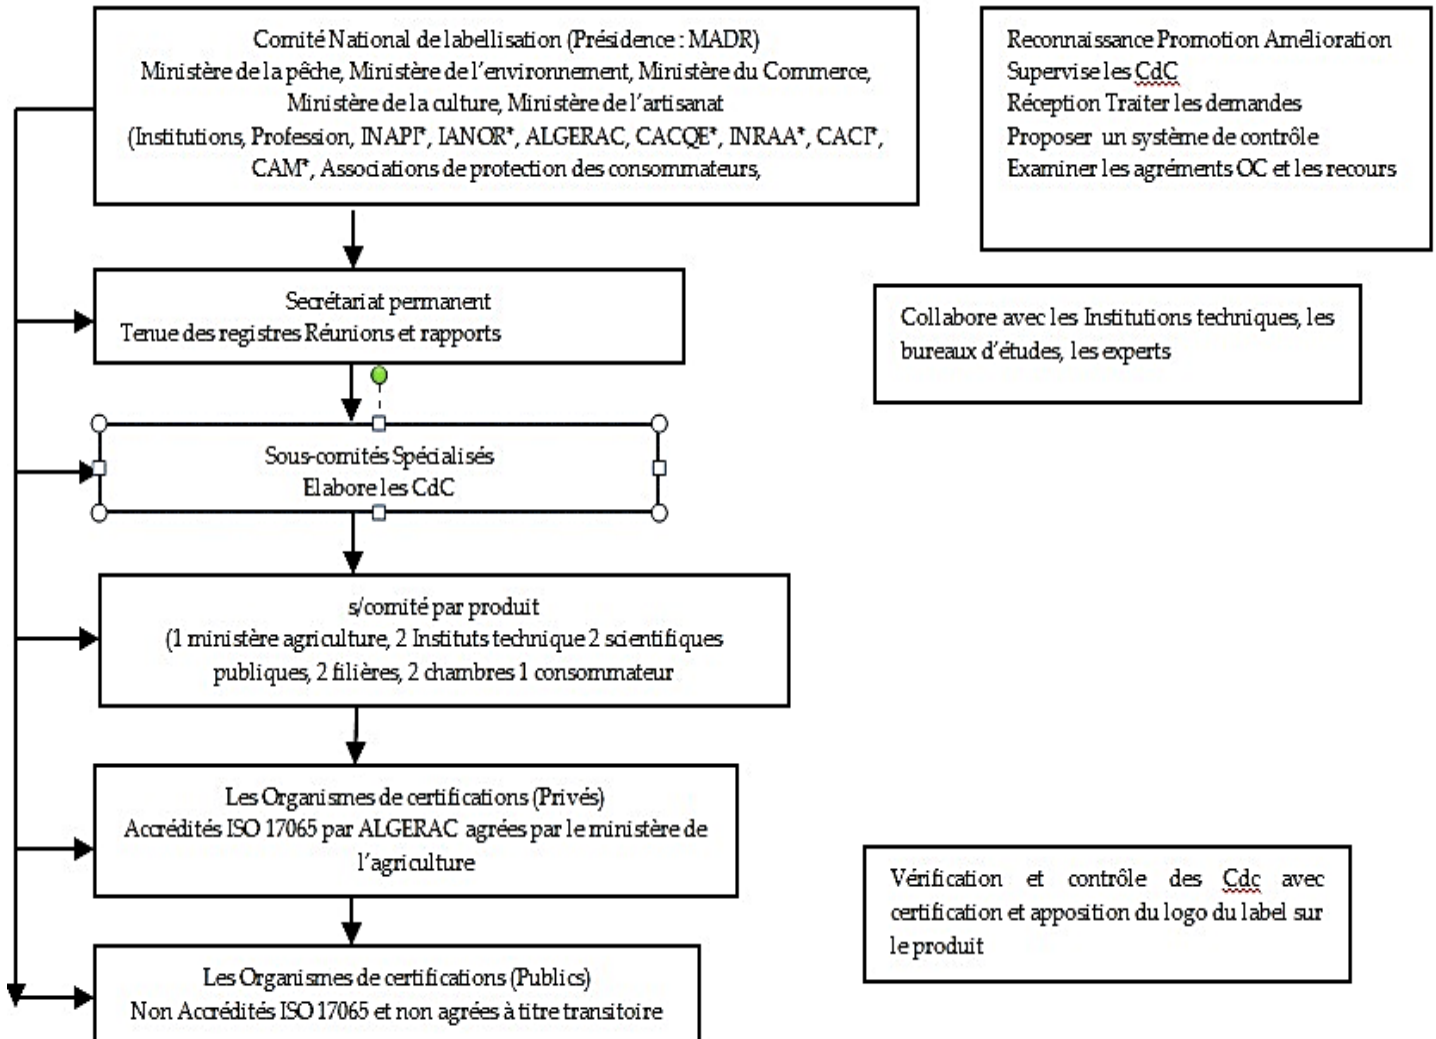 Comité National de labellisation (Présidence : MADR)
Ministère de la pêche, Ministère de l'environnement, Ministère du Commerce,
Ministère de la culture, Ministère de l'artisanat
(Institutions, Profession, INAPI*, IANOR*, ALGERAC, CACQE*, INRAA*, CACI*,
CAM*, Associations de protection des consommateurs,
Reconnaissance Promotion Amélioration
Supervise les CdC
Réception Traiter les demandes
Proposer un système de contrôle
Examiner les agréments OC et les recours
Secrétariat permanent
Tenue des registres Réunions et rapports
Collabore avec les Institutions techniques, les
bureaux d'études, les experts
Sous-comités Spécialisés
Elabore les CdC
s/comité par produit
(1 ministère agriculture, 2 Instituts technique 2 scientifiques
publiques, 2 filières, 2 chambres 1 consommateur
Les Organismes de certifications (Privés)
Accrédités ISO 17065 par ALGERAC agrées par le ministère de
l'agriculture
Vérification et contrôle des Cdc avec
certification et apposition du logo du label sur
le produit
Les Organismes de certifications (Publics)
Non Accrédités ISO 17065 et non agrées à titre transitoire